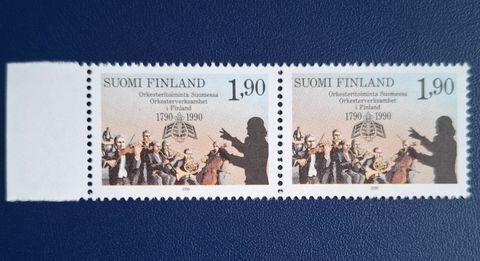 SUOMI FINLAND
1,90
Orkesteritoiminta Suomessa
Orkesterverksamhet
i Finland
1790 1990
SUOMI FINLAND
1,90
Orkesteritoiminta Suomessa
Orkesterverksamhet
i Finland
1790 1990